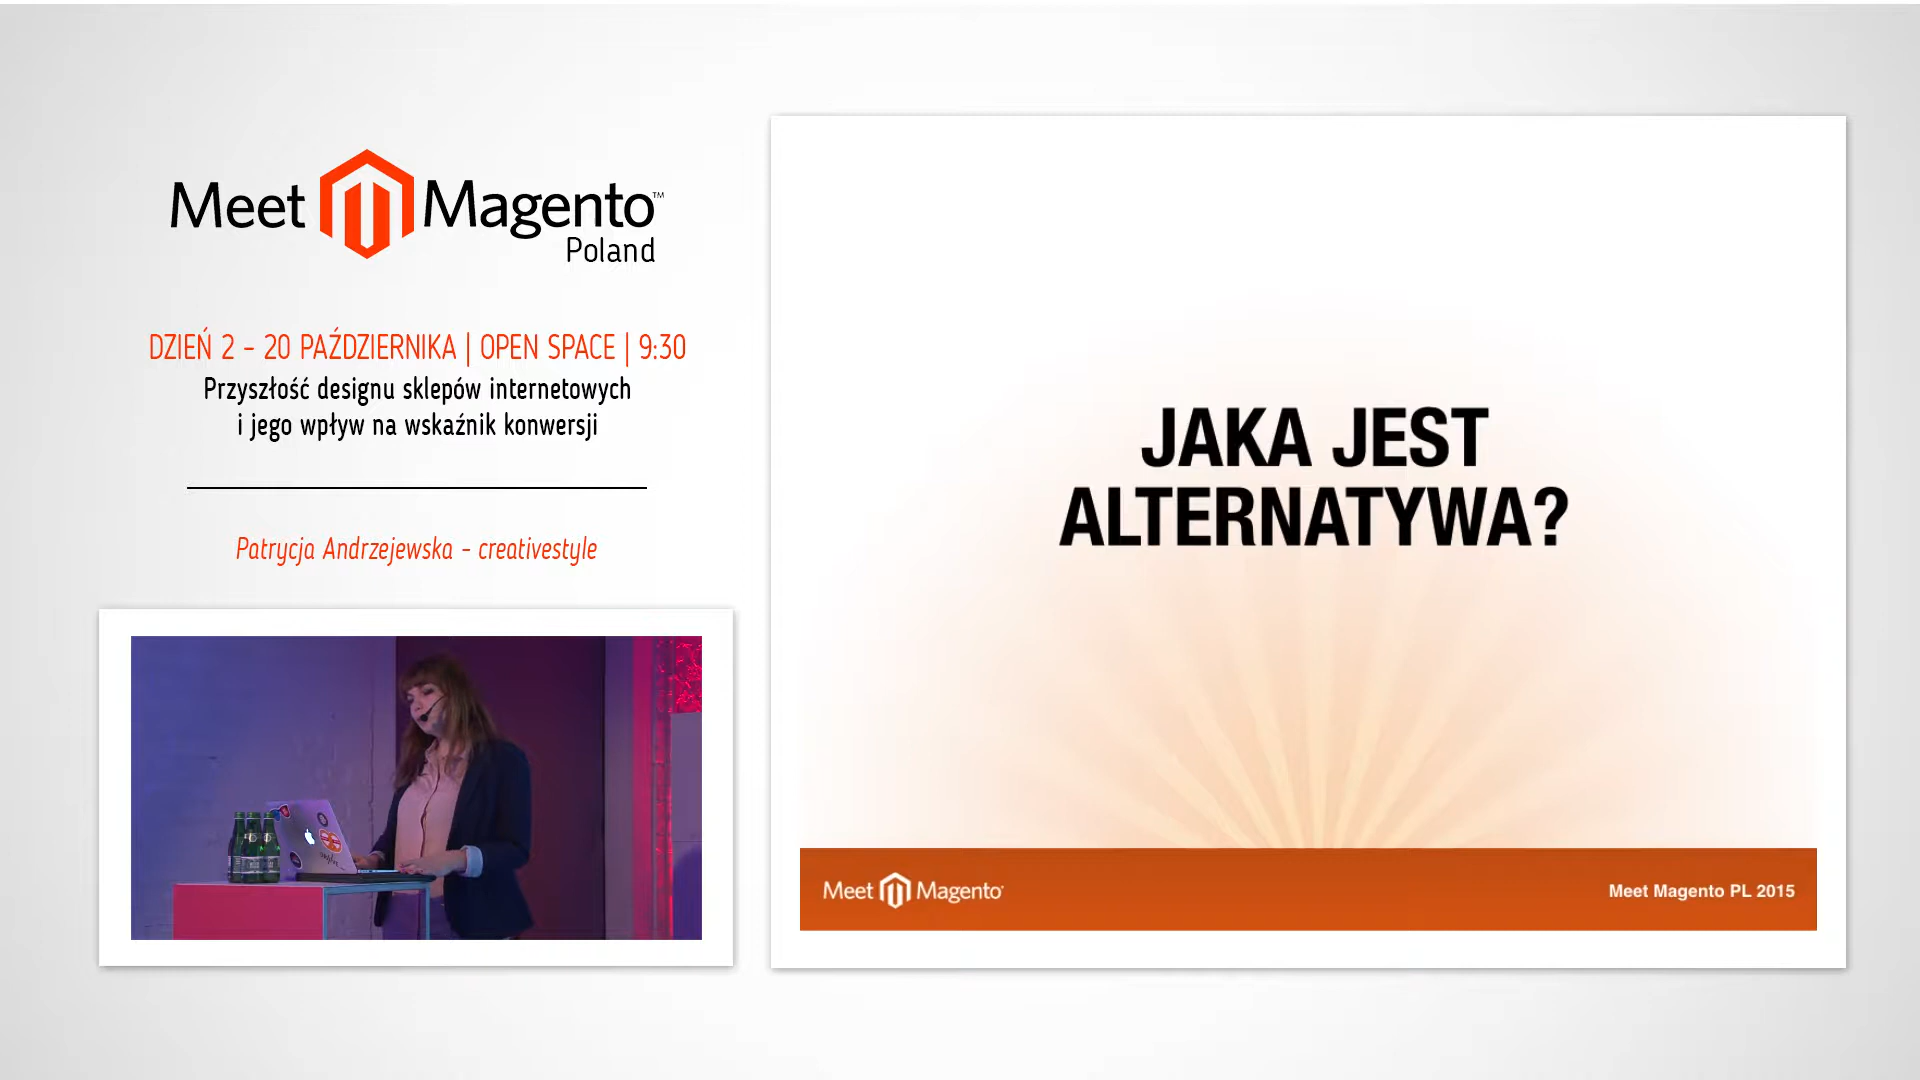 Meet Magento™
Poland
DZIEŃ 2 – 20 PAŹDZIERNIKA | OPEN SPACE | 9:30
Przyszłość designu sklepów internetowych
i jego wpływ na wskaźnik konwersji
Patrycja Andrzejewska - creativestyle
JAKA JEST
ALTERNATYWA?
Meet Magento
Meet Magento PL 2015